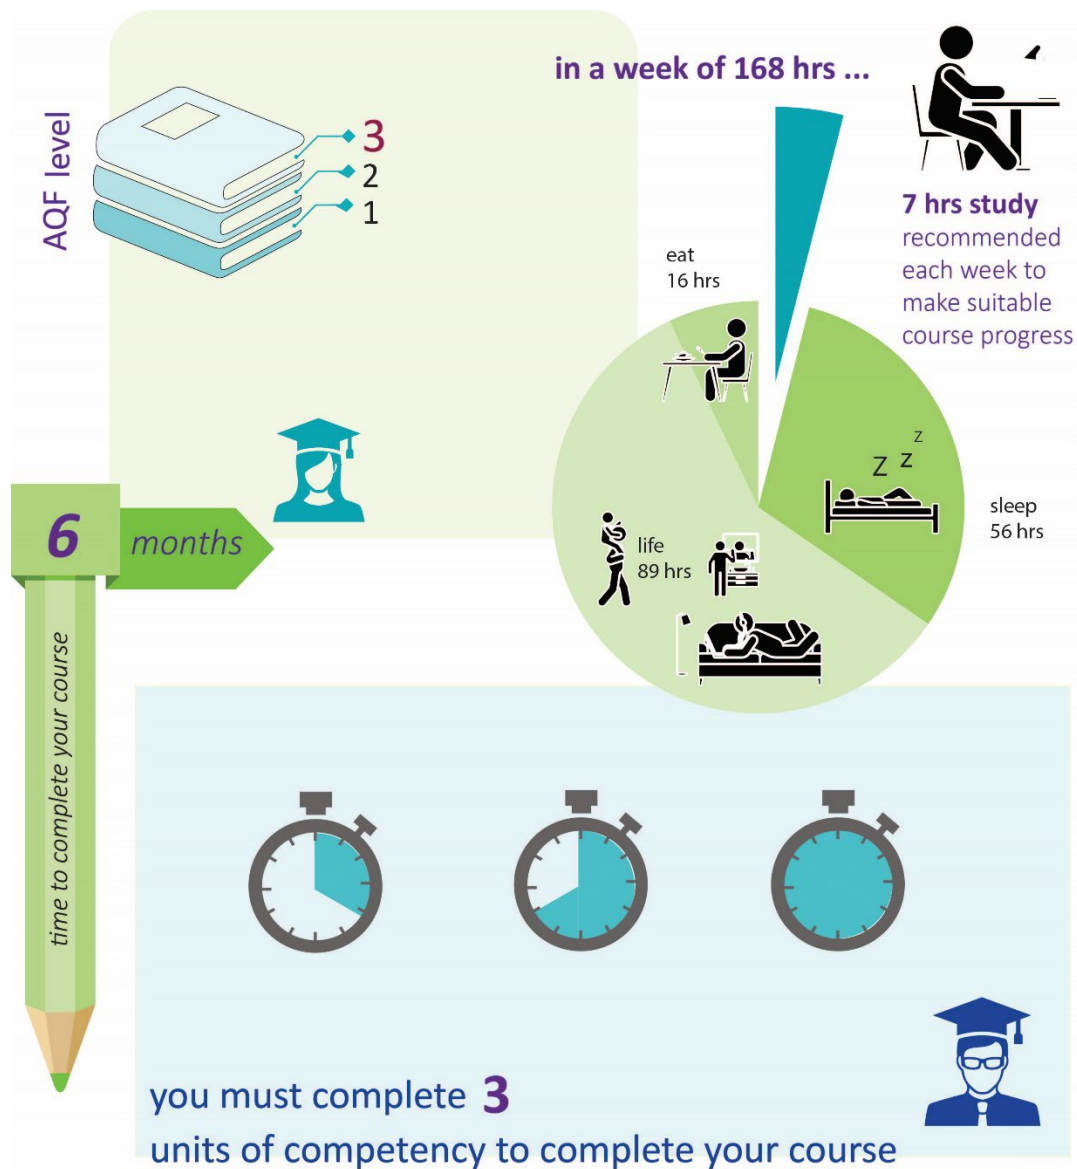 in a week of 168 hrs ...
AQF level
3
2
1
7 hrs study
recommended
each week to
make suitable
course progress
eat
16 hrs
z
z
Z
sleep
56 hrs
life
89 hrs
6
months
time to complete your course
you must complete 3
units of competency to complete your course